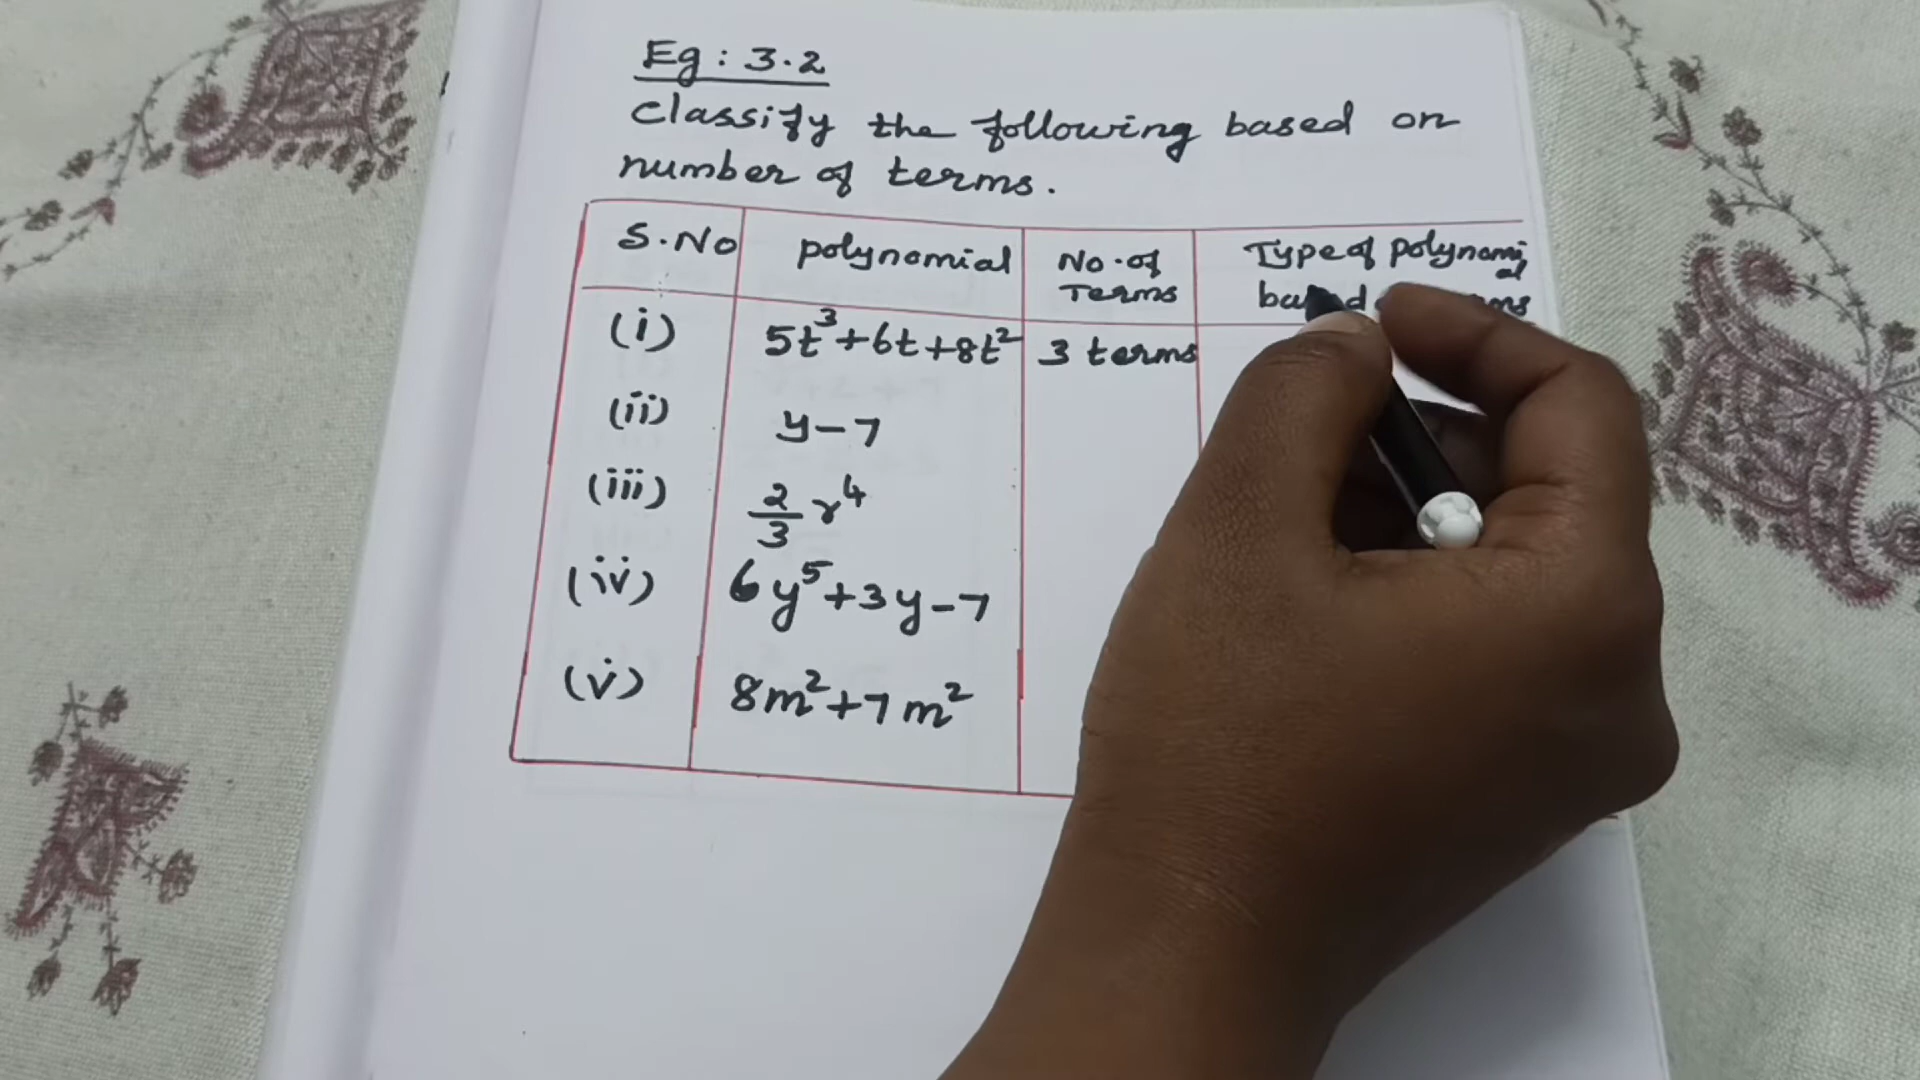 Eg : 3.2
Classify the following based on
number of terms.
S.No polynomial No. of Terms Type of polynomial
(i) 5t³+6t+8t² 3 terms
(ii) y-7
(iii) 2/3 r⁴
(iv) 6y⁵+3y-7
(v) 8m²+7m²